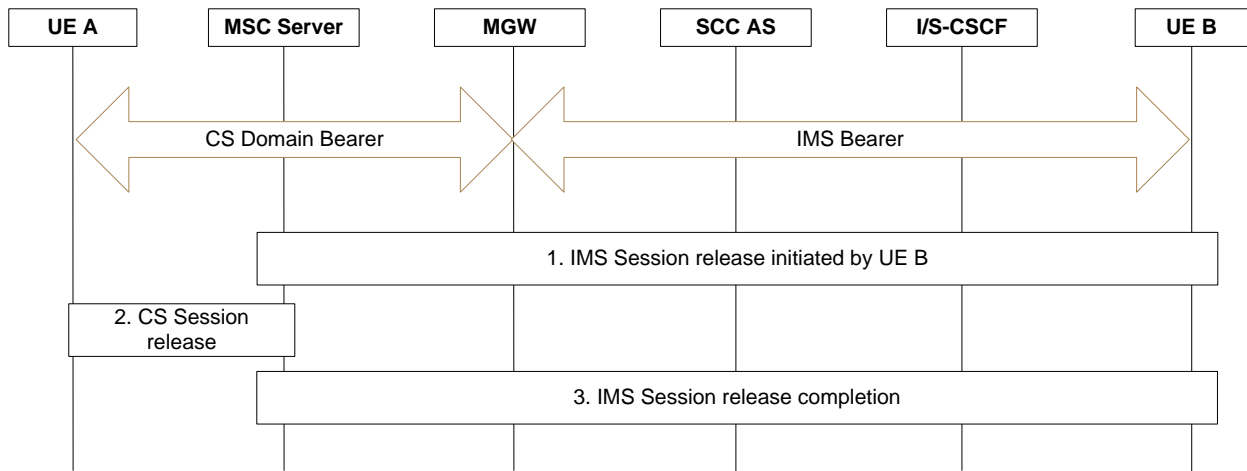 UE A
MSC Server
MGW
SCC AS
I/S-CSCF
UE B
CS Domain Bearer
IMS Bearer
1. IMS Session release initiated by UE B
2. CS Session
release
3. IMS Session release completion